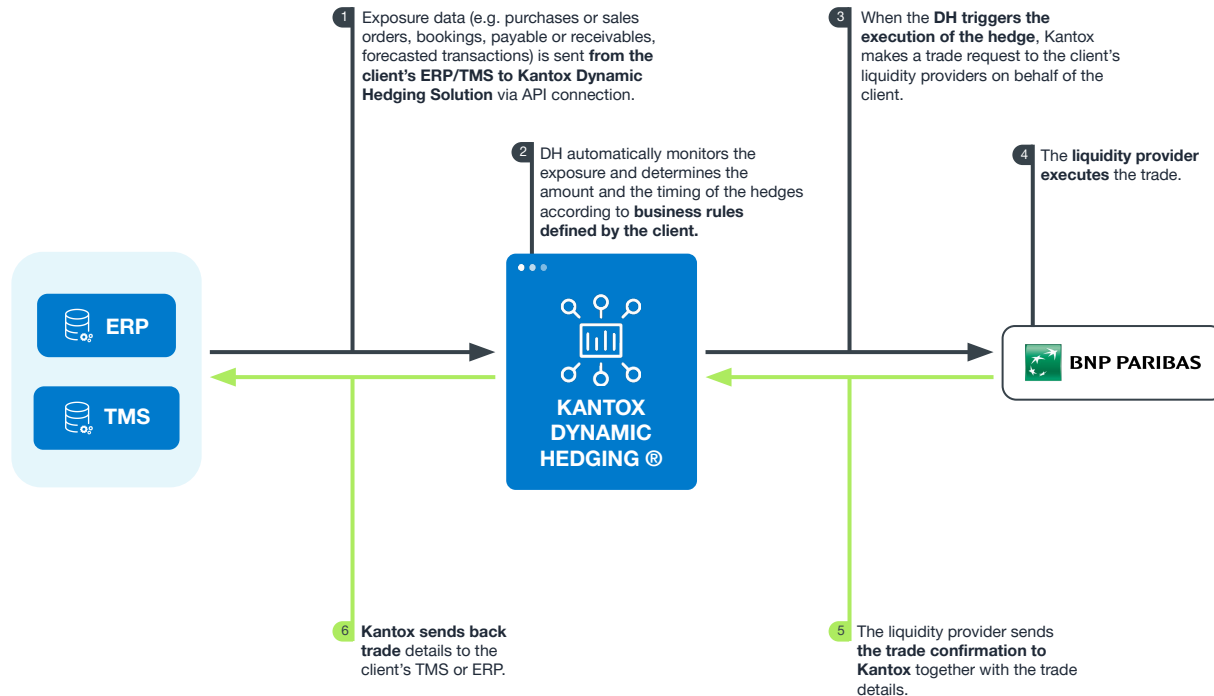 1 Exposure data (e.g. purchases or sales
orders, bookings, payable or receivables,
forecasted transactions) is sent from the
client's ERP/TMS to Kantox Dynamic
Hedging Solution via API connection.
2 DH automatically monitors the
exposure and determines the
amount and the timing of the hedges
according to business rules
defined by the client.
3 When the DH triggers the
execution of the hedge, Kantox
makes a trade request to the client's
liquidity providers on behalf of the
client.
4 The liquidity provider
executes the trade.
ERP
TMS
KANTOX
DYNAMIC
HEDGING ®
BNP PARIBAS
6 Kantox sends back
trade details to the
client's TMS or ERP.
5 The liquidity provider sends
the trade confirmation to
Kantox together with the trade
details.